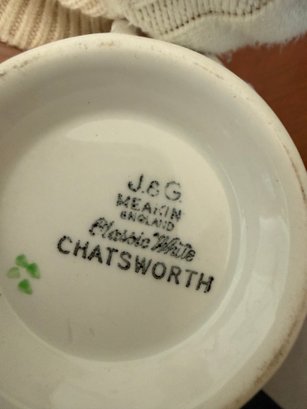 J.& G.
MEAKIN
ENGLAND
Classic White
CHATSWORTH